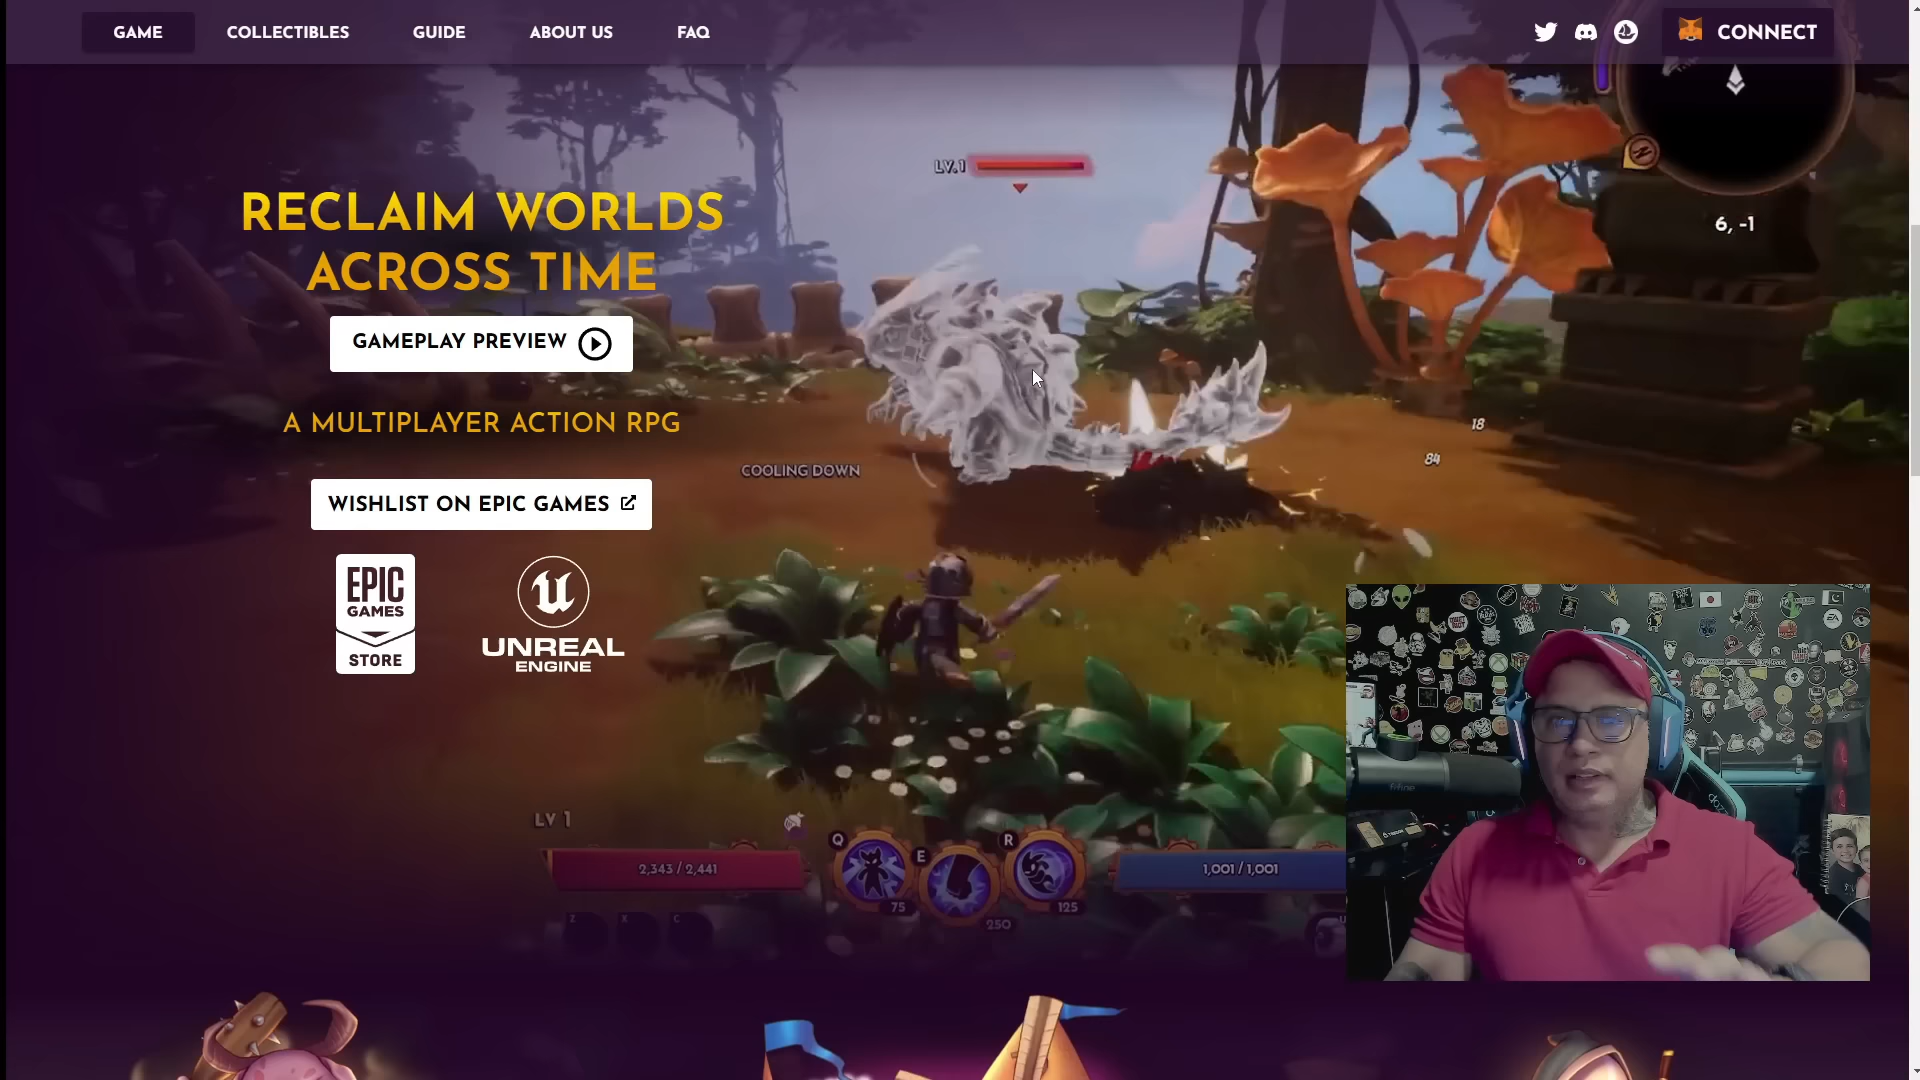 GAME
COLLECTIBLES
GUIDE
ABOUT US
FAQ
CONNECT
LV.1
6, -1
RECLAIM WORLDS
ACROSS TIME
GAMEPLAY PREVIEW
A MULTIPLAYER ACTION RPG
18
84
COOLING DOWN
WISHLIST ON EPIC GAMES
EPIC
GAMES
STORE
UNREAL
ENGINE
LV 1
Q
E
R
2,343 / 2,441
1,001 / 1,001
75
250
125
Z
X
C
fifine